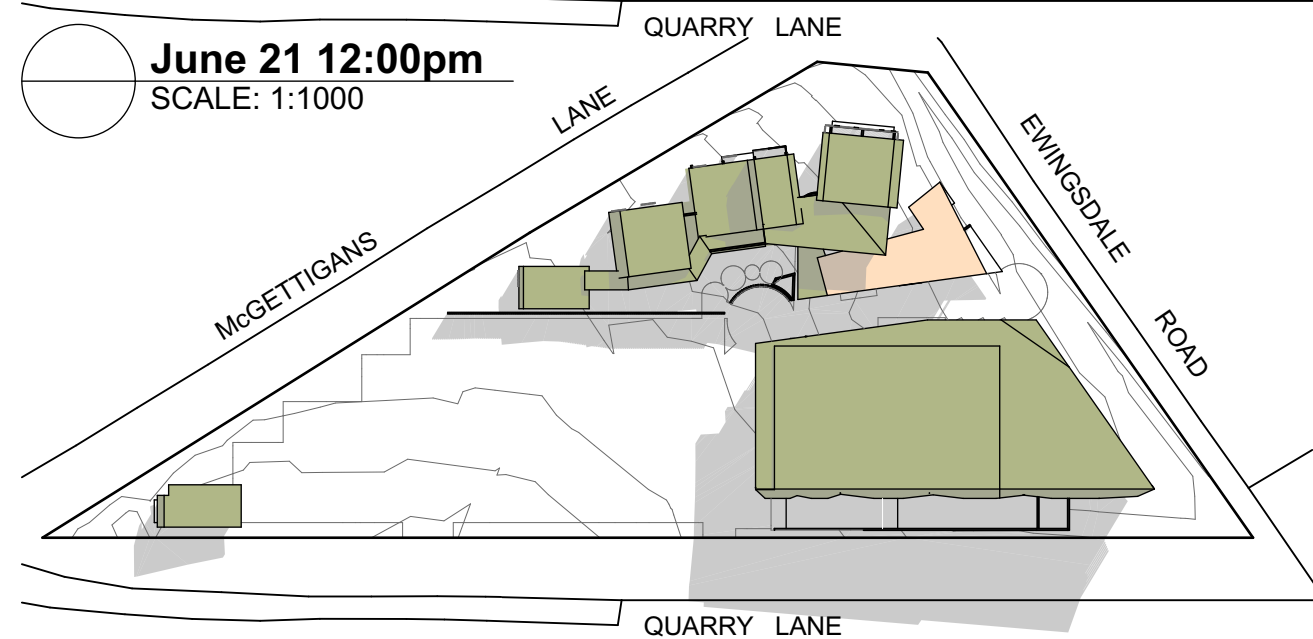 QUARRY LANE
June 21 12:00pm
SCALE: 1:1000
LANE
EWINGSDALE
McGETTIGANS
ROAD
QUARRY LANE